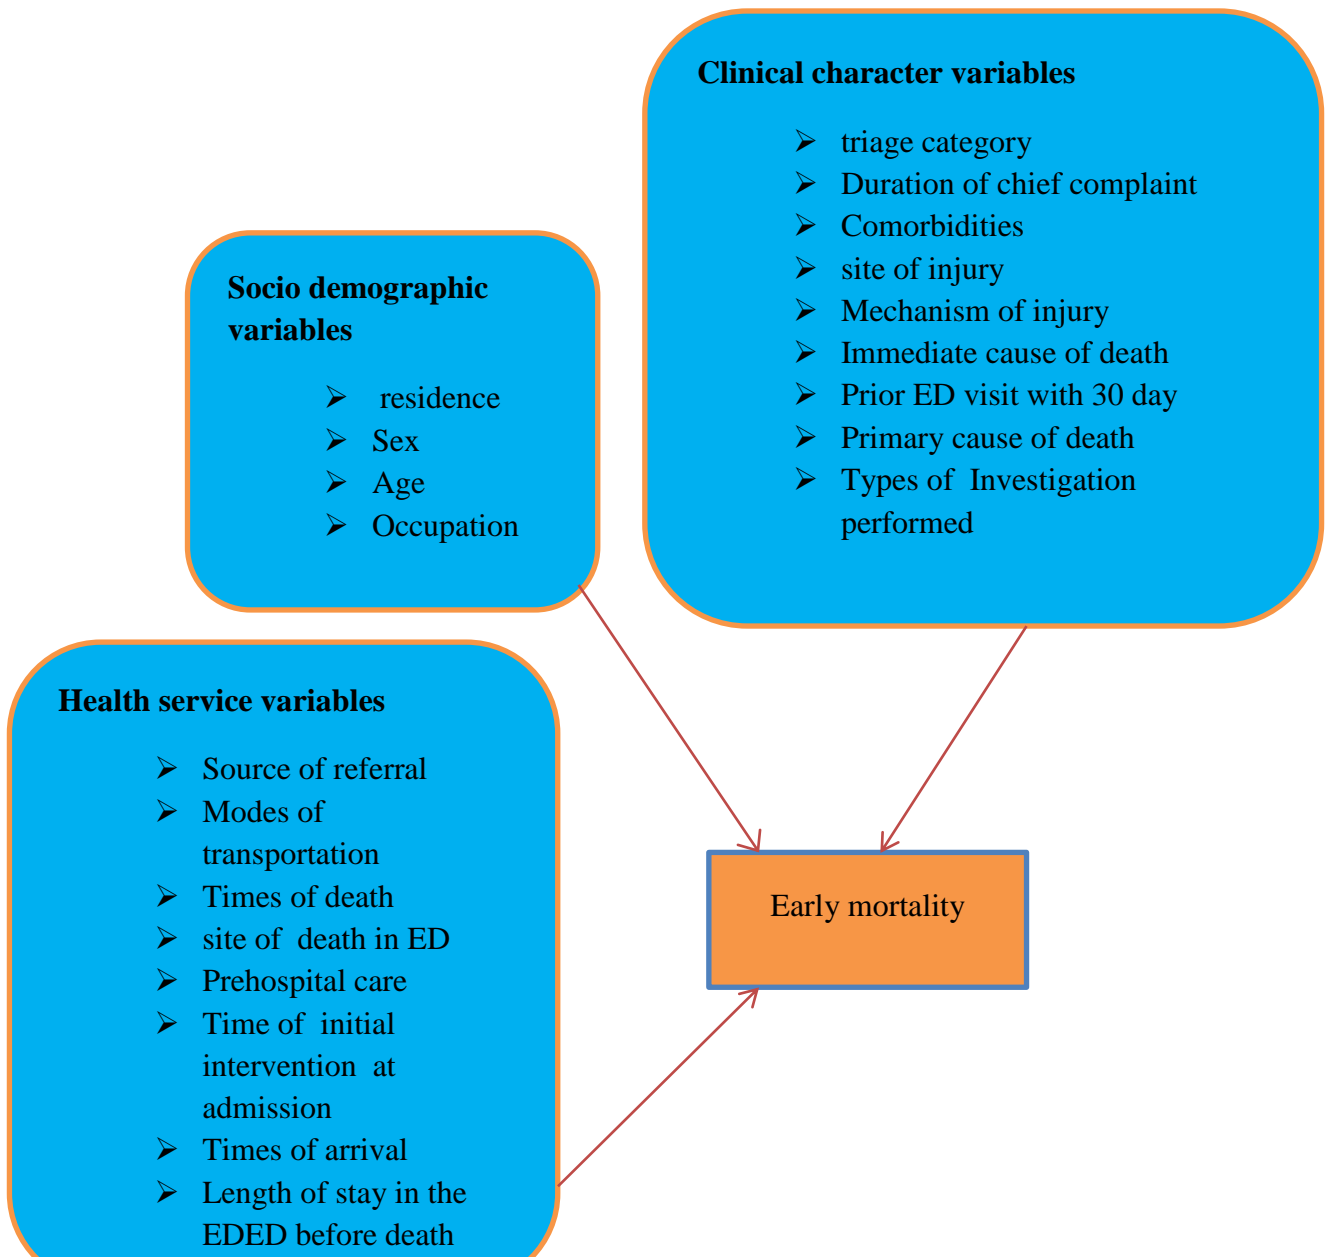 Clinical character variables
➢ triage category
➢ Duration of chief complaint
➢ Comorbidities
➢ site of injury
➢ Mechanism of injury
➢ Immediate cause of death
➢ Prior ED visit with 30 day
➢ Primary cause of death
➢ Types of Investigation
performed
Socio demographic
variables
➢ residence
➢ Sex
➢ Age
➢ Occupation
Health service variables
➢ Source of referral
➢ Modes of
transportation
➢ Times of death
➢ site of death in ED
➢ Prehospital care
➢ Time of initial
intervention at
admission
➢ Times of arrival
➢ Length of stay in the
EDED before death
Early mortality